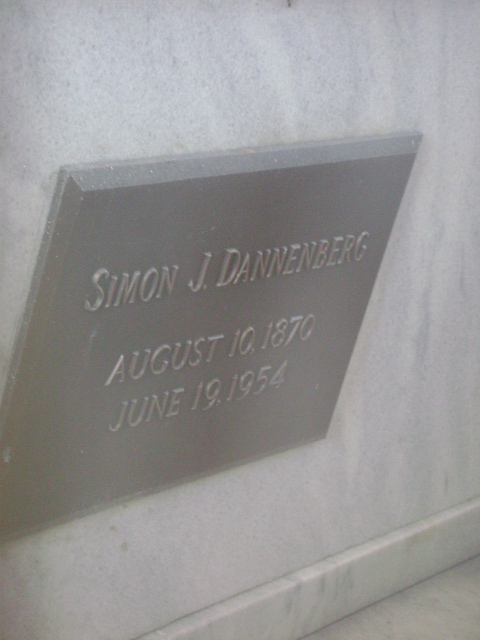 SIMON J. DANNENBERG
AUGUST 10, 1870
JUNE 19, 1954